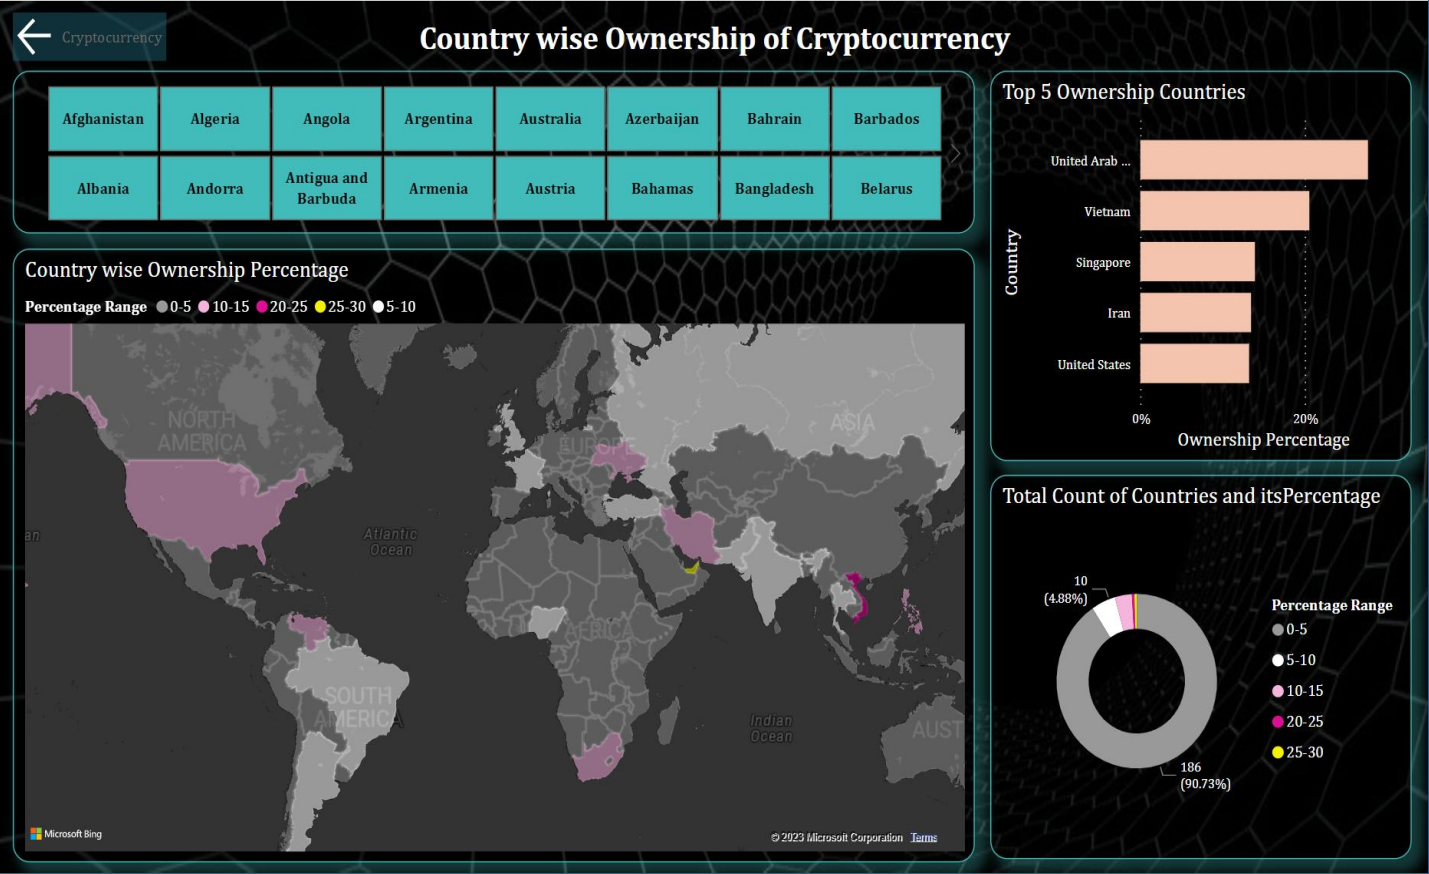 Cryptocurrency
Country wise Ownership of Cryptocurrency
Afghanistan
Algeria
Angola
Argentina
Australia
Azerbaijan
Bahrain
Barbados
Albania
Andorra
Antigua and
Barbuda
Armenia
Austria
Bahamas
Bangladesh
Belarus
Country wise Ownership Percentage
Percentage Range 0-5 10-15 20-25 25-30 5-10
NORTH
AMERICA
EUROPE
ASIA
Atlantic
Ocean
an
AFRICA
SOUTH
AMERICA
Indian
Ocean
AUST
Microsoft Bing
© 2023 Microsoft Corporation Terms
Top 5 Ownership Countries
Country
United Arab ...
Vietnam
Singapore
Iran
United States
0%
20%
Ownership Percentage
Total Count of Countries and itsPercentage
10
(4.88%)
186
(90.73%)
Percentage Range
0-5
5-10
10-15
20-25
25-30